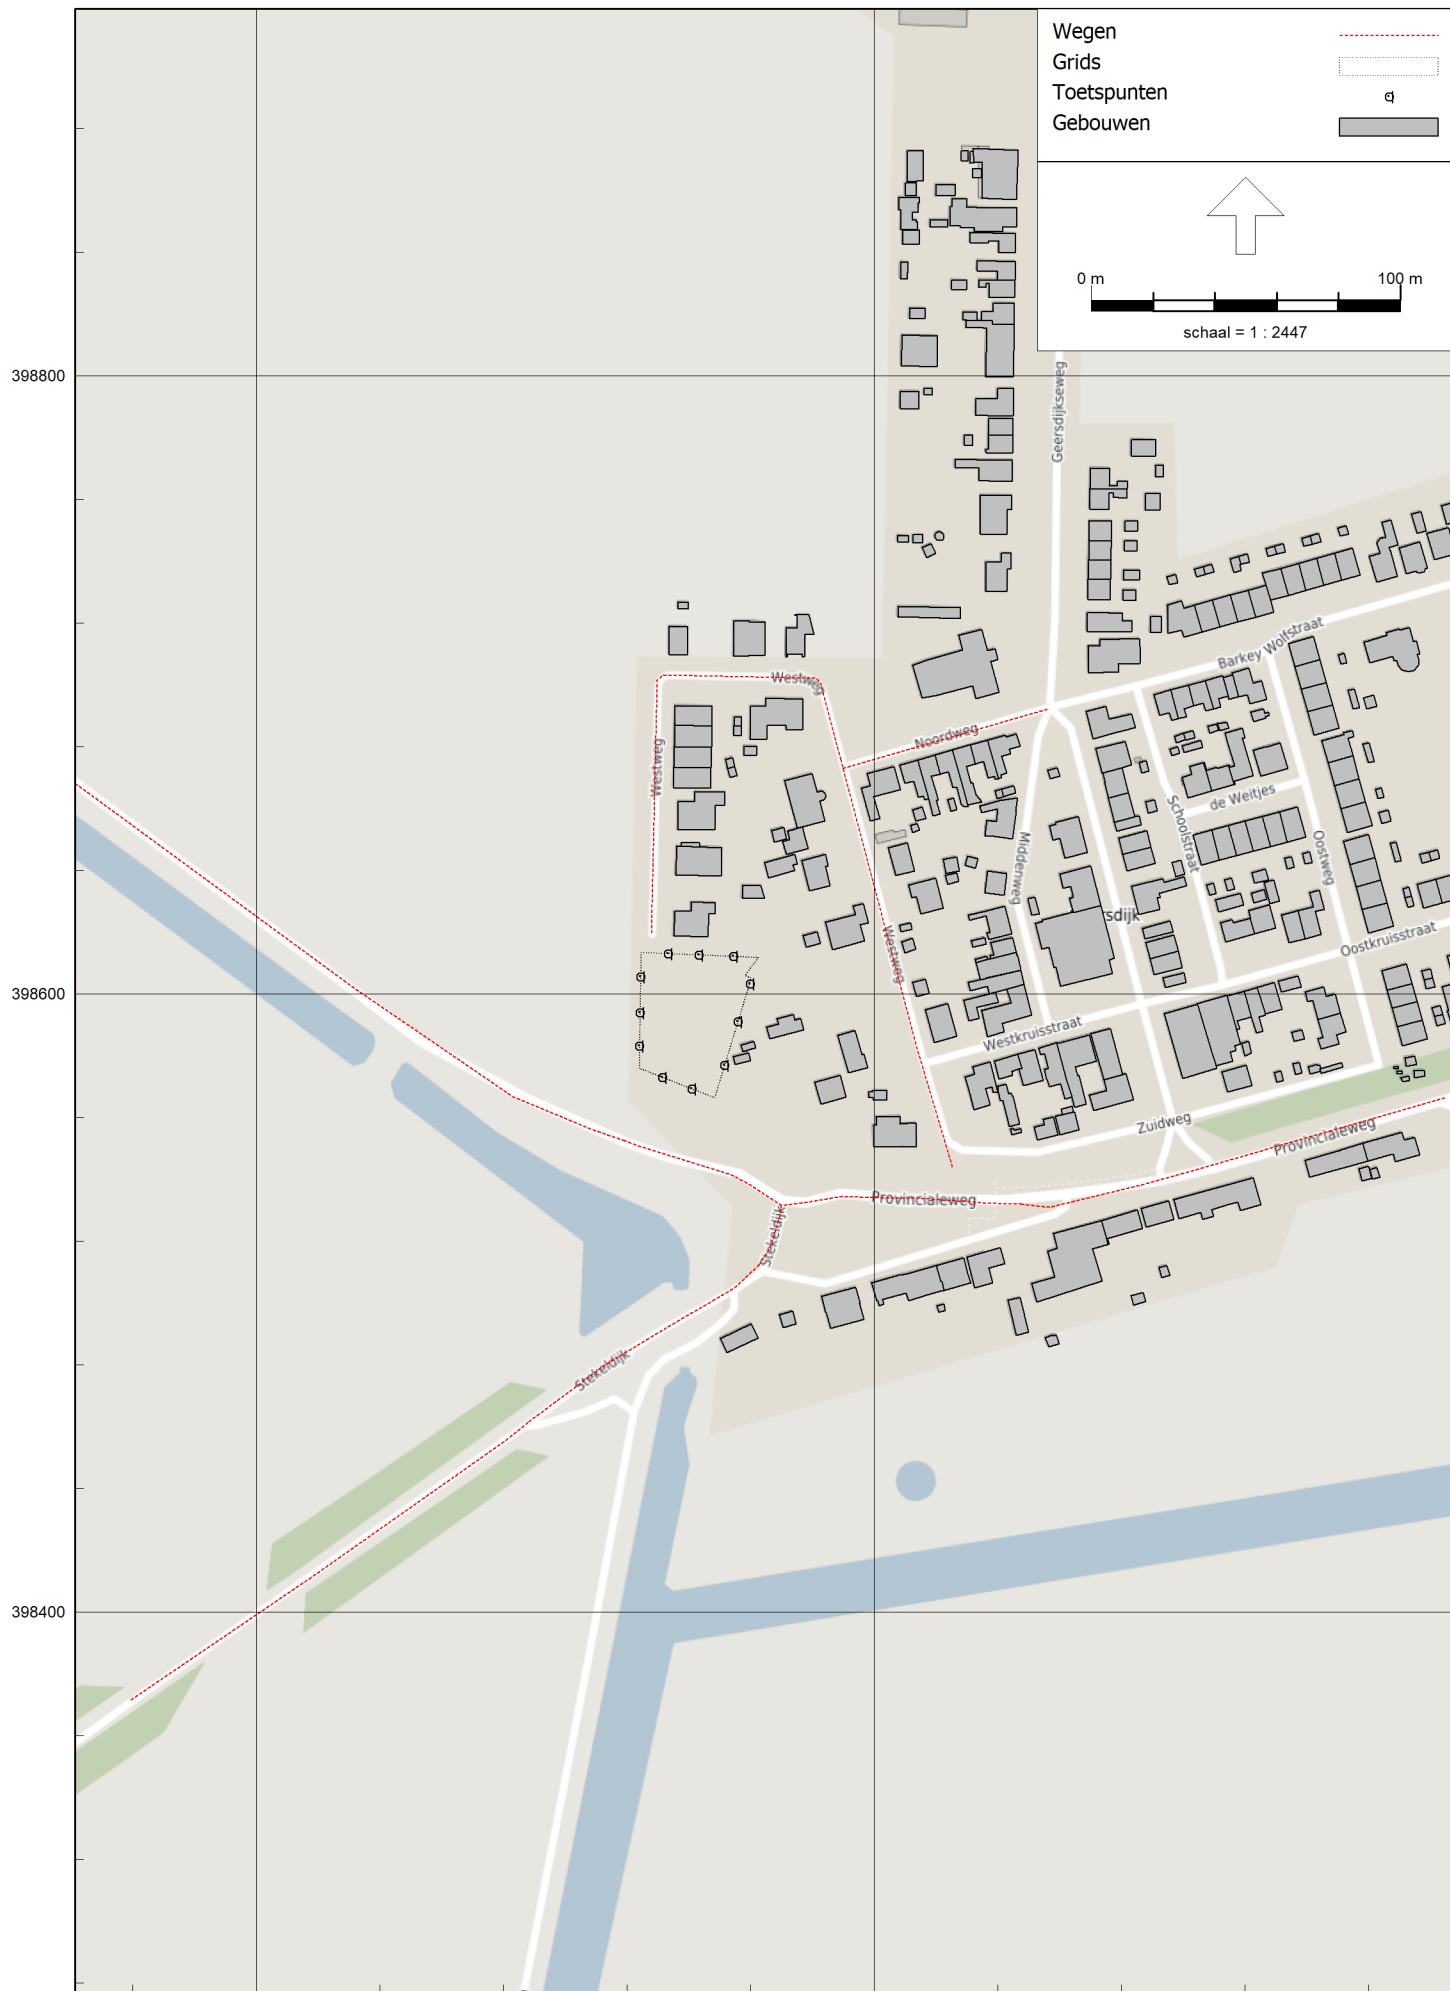 Wegen
Grids
Toetspunten
Gebouwen
0 m
100 m
schaal = 1 : 2447
398800
Geersdijkseweg
Barkey Wolfstraat
Westweg
Noordweg
Westweg
de Weitjes
Schoolstraat
Middenweg
Oostweg
sdijk
Oostkruisstraat
Westweg
398600
Westkruisstraat
Zuidweg
Provincialeweg
Provincialeweg
Stekeldijk
Stekeldijk
398400